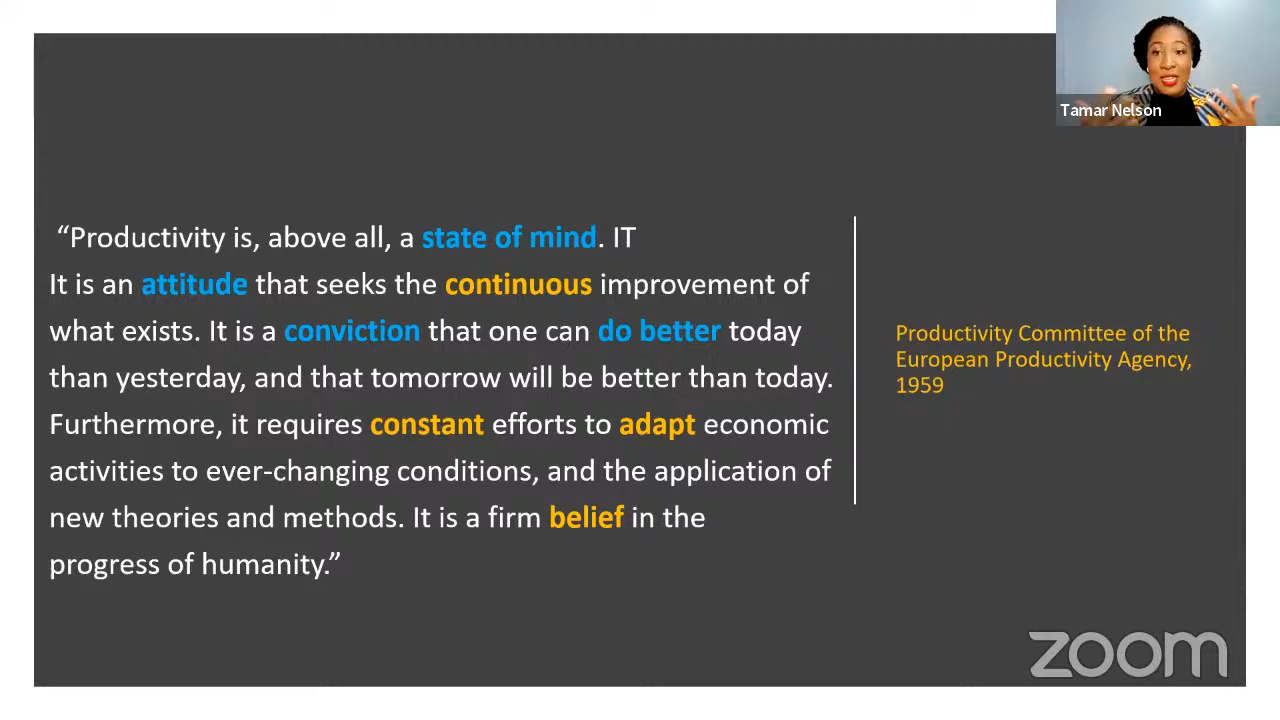 Tamar Nelson
“Productivity is, above all, a state of mind. IT
It is an attitude that seeks the continuous improvement of
what exists. It is a conviction that one can do better today
than yesterday, and that tomorrow will be better than today.
Furthermore, it requires constant efforts to adapt economic
activities to ever-changing conditions, and the application of
new theories and methods. It is a firm belief in the
progress of humanity.”
Productivity Committee of the
European Productivity Agency,
1959
zoom